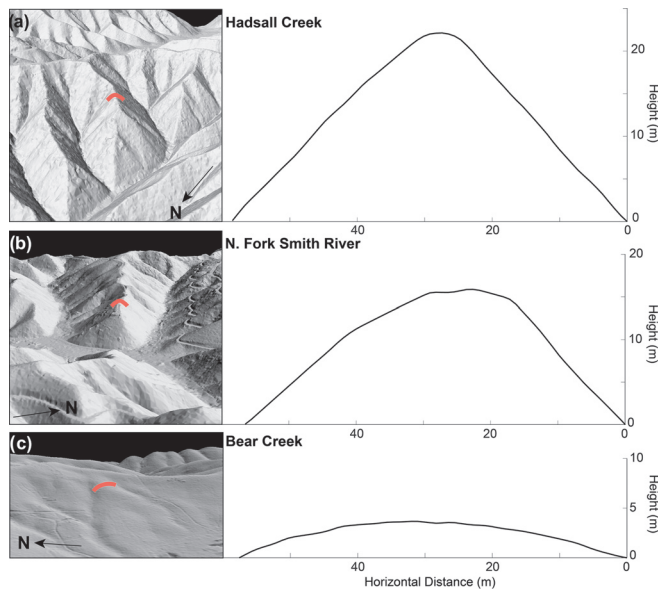 (a)
Hadsall Creek
20
10
0
Height (m)
40
20
0
N
(b)
N. Fork Smith River
20
10
0
Height (m)
40
20
0
N
(c)
Bear Creek
10
5
0
Height (m)
40
20
0
N
Horizontal Distance (m)